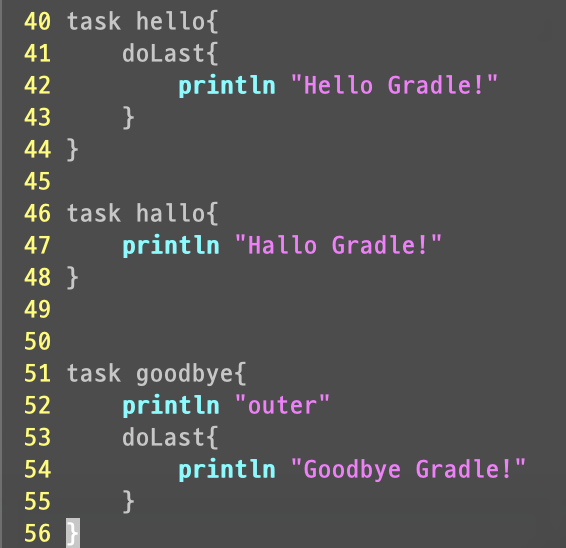 40 task hello{
41     doLast{
42         println "Hello Gradle!"
43     }
44 }
45
46 task hallo{
47     println "Hallo Gradle!"
48 }
49
50
51 task goodbye{
52     println "outer"
53     doLast{
54         println "Goodbye Gradle!"
55     }
56 }